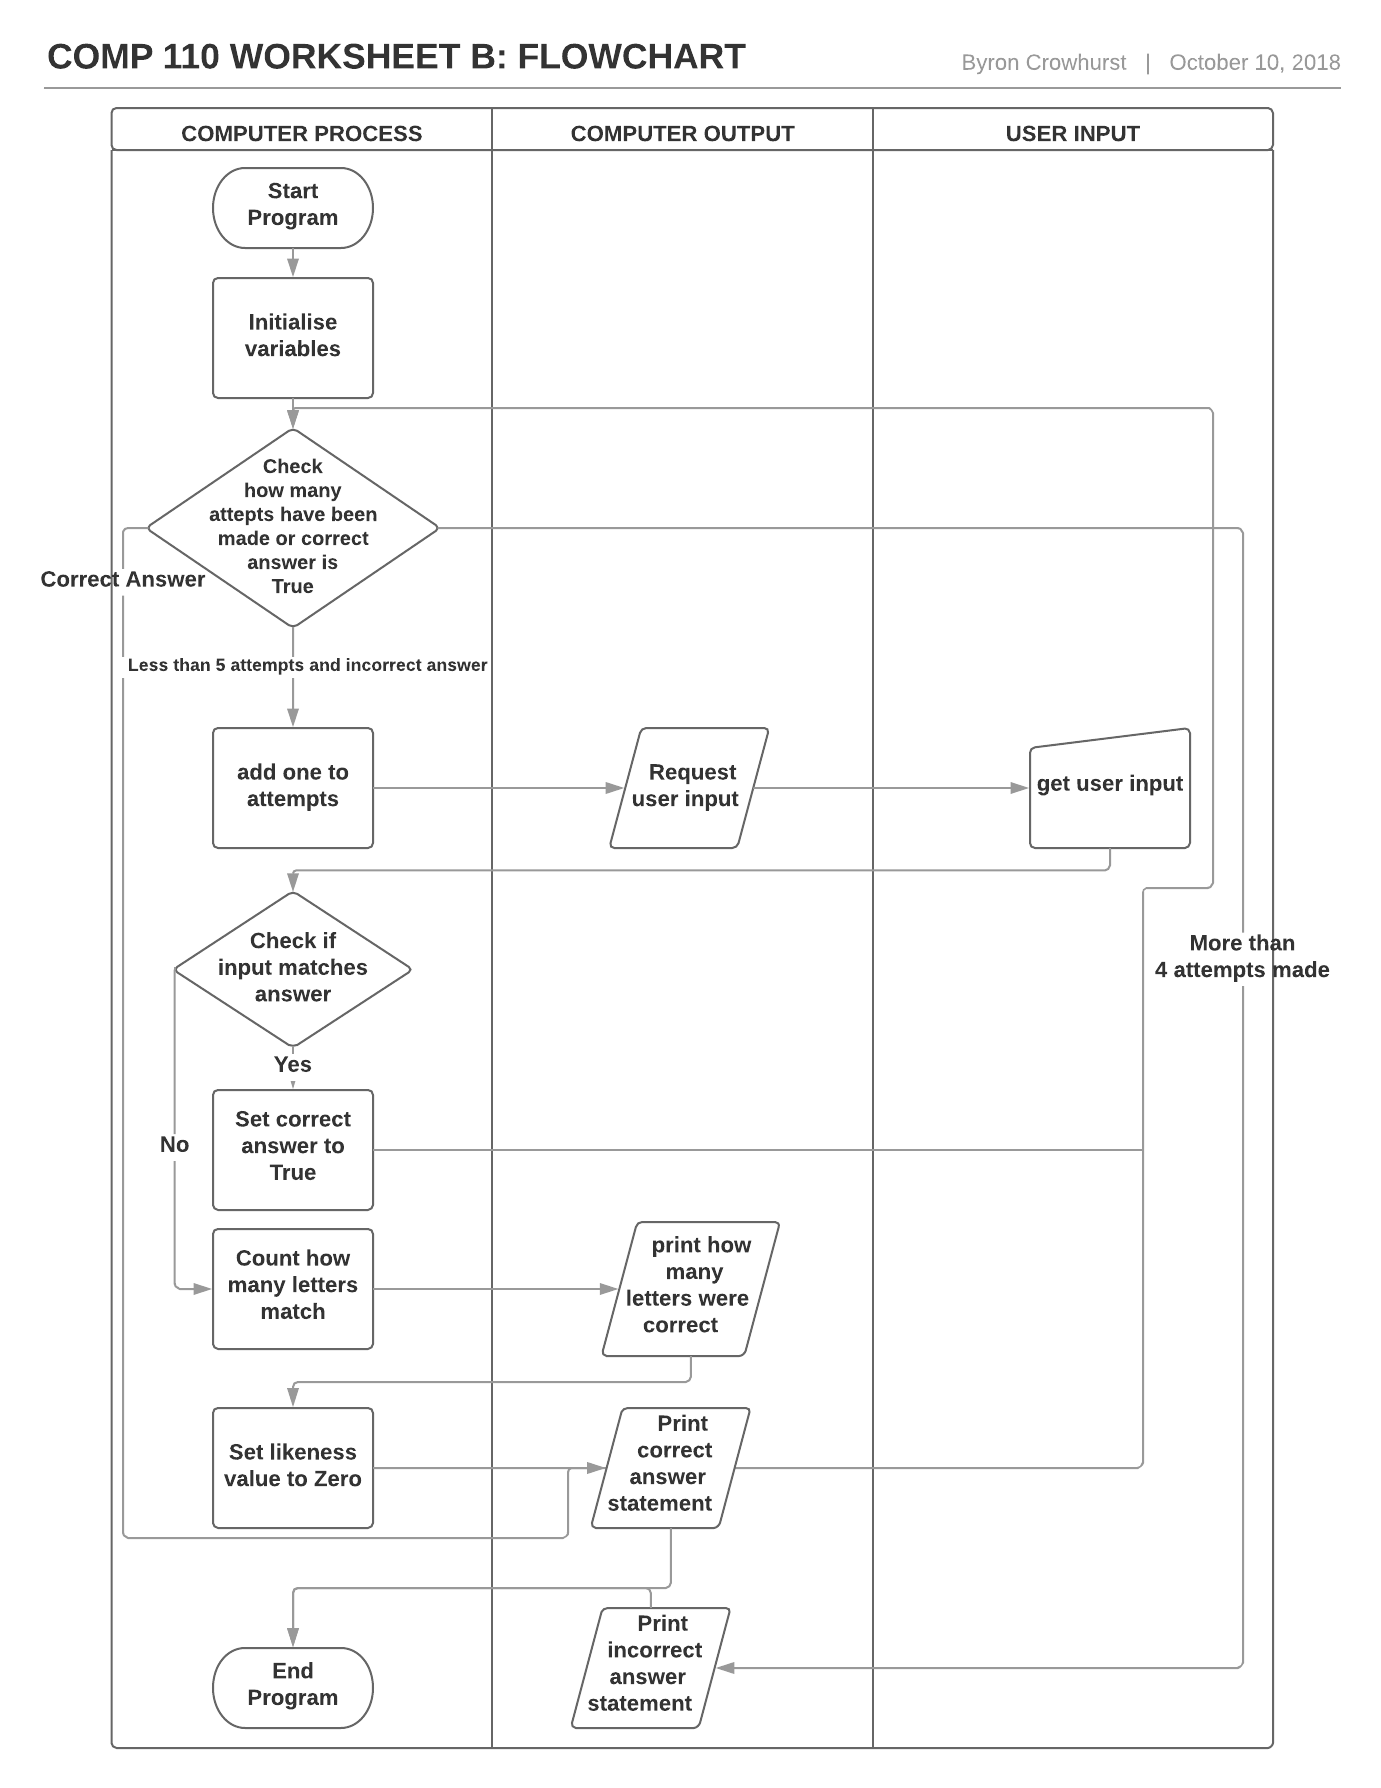 COMP 110 WORKSHEET B: FLOWCHART
Byron Crowhurst | October 10, 2018
COMPUTER PROCESS
COMPUTER OUTPUT
USER INPUT
Start
Program
Initialise
variables
Check
how many
attepts have been
made or correct
answer is
True
Correct Answer
Less than 5 attempts and incorrect answer
add one to
attempts
Request
user input
get user input
Check if
input matches
answer
More than
4 attempts made
Yes
No
Set correct
answer to
True
Count how
many letters
match
print how
many
letters were
correct
Set likeness
value to Zero
Print
correct
answer
statement
Print
incorrect
answer
statement
End
Program